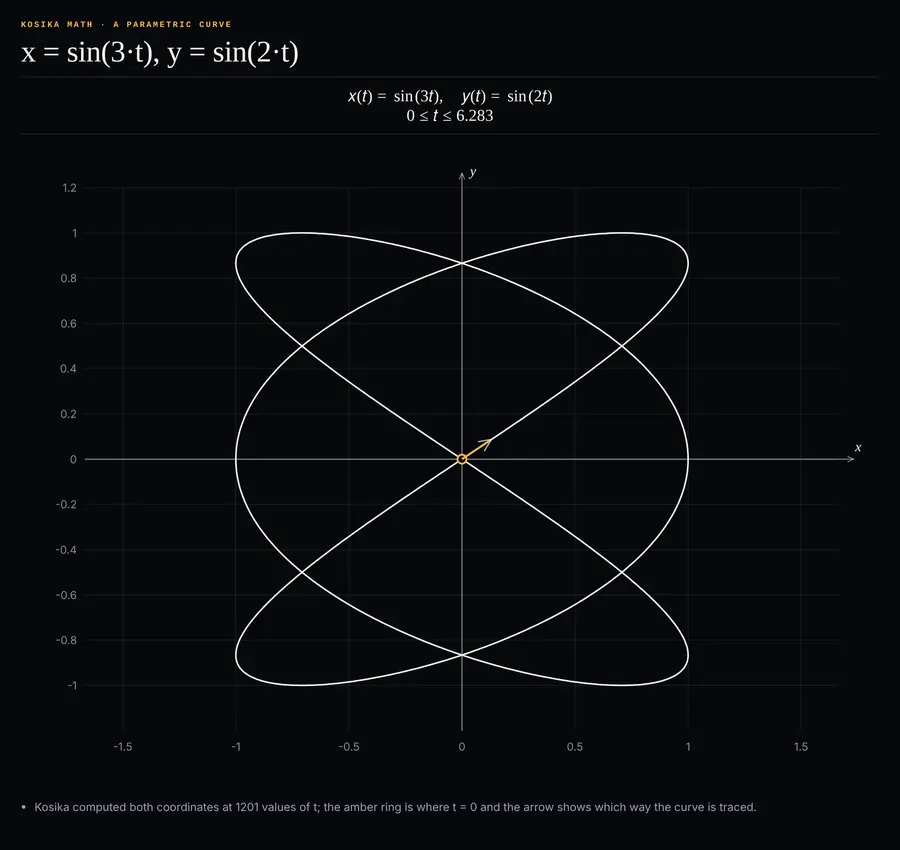 KOSIKA MATH · A PARAMETRIC CURVE
x = sin(3·t), y = sin(2·t)
x(t) = sin(3t), y(t) = sin(2t)
0 ≤ t ≤ 6.283
y
1.2
1
0.8
0.6
0.4
0.2
0
x
-0.2
-0.4
-0.6
-0.8
-1
-1.5 -1 -0.5 0 0.5 1 1.5
• Kosika computed both coordinates at 1201 values of t; the amber ring is where t = 0 and the arrow shows which way the curve is traced.